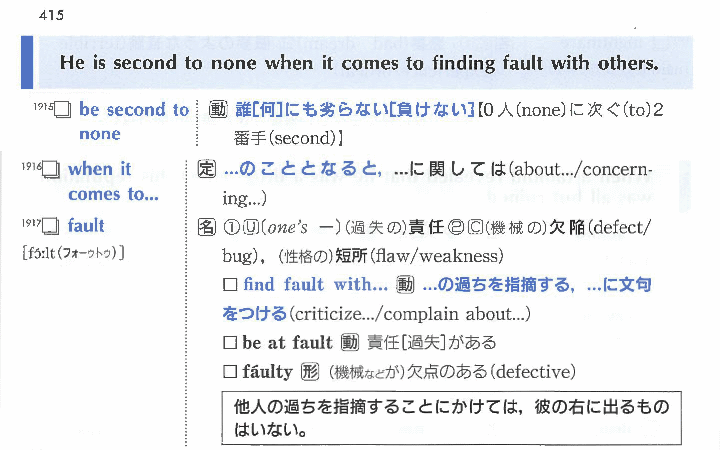 415
He is second to none when it comes to finding fault with others.
1915□ be second to none
動 誰[何]にも劣らない[負けない]【0人(none)に次ぐ(to)2
番手(second)】
1916□ when it comes to...
定 …のこととなると，…に関しては(about.../concern-
ing...)
1917□ fault
[fɔ́ːlt(フォーゥトゥ)]
名 ①Ⓤ(one's ―)(過失の)責任②Ⓒ(機械の)欠陥(defect/
bug)，(性格の)短所(flaw/weakness)
□ find fault with... 動 …の過ちを指摘する，…に文句
をつける(criticize.../complain about...)
□ be at fault 動 責任[過失]がある
□ fáulty 形 (機械などが)欠点のある(defective)
他人の過ちを指摘することにかけては，彼の右に出るもの
はいない。